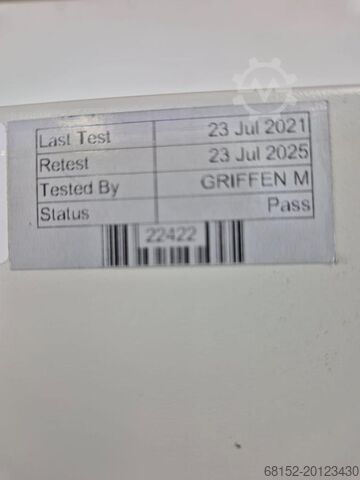 Last Test 23 Jul 2021
Retest 23 Jul 2025
Tested By GRIFFEN M
Status Pass
22422
68152-20123430